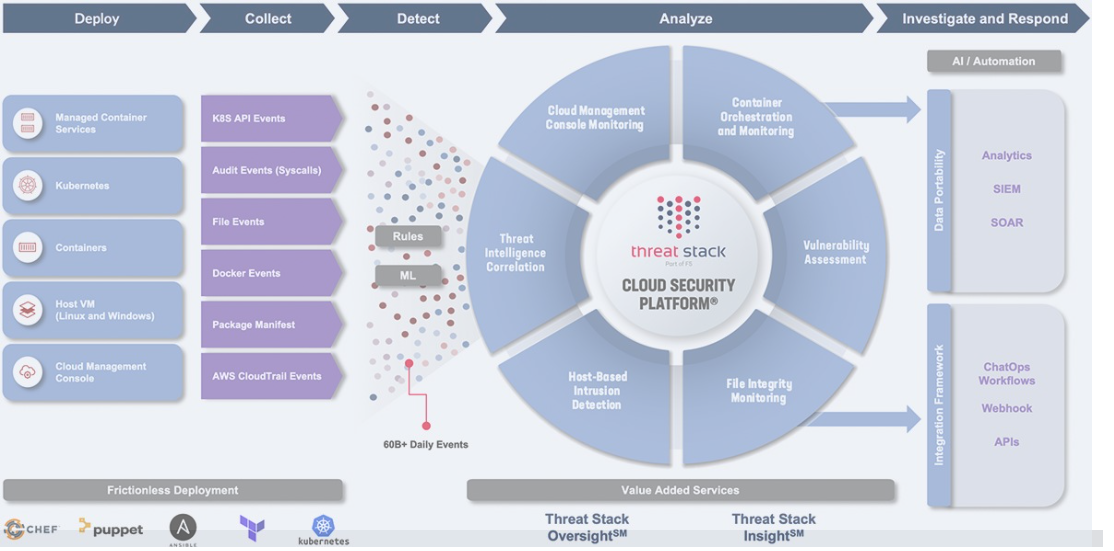 Deploy
Collect
Detect
Analyze
Investigate and Respond
AI / Automation
Managed Container
Services
Kubernetes
Containers
Host VM
(Linux and Windows)
Cloud Management
Console
K8S API Events
Audit Events (Syscalls)
File Events
Docker Events
Package Manifest
AWS CloudTrail Events
Rules
ML
60B+ Daily Events
Cloud Management
Console Monitoring
Container
Orchestration
and Monitoring
Threat
Intelligence
Correlation
Vulnerability
Assessment
Host-Based
Intrusion
Detection
File Integrity
Monitoring
threat stack
Part of F5
CLOUD SECURITY
PLATFORM®
Data Portability
Analytics
SIEM
SOAR
Integration Framework
ChatOps
Workflows
Webhook
APIs
Frictionless Deployment
CHEF
puppet
ANSIBLE
kubernetes
Value Added Services
Threat Stack
Oversight℠
Threat Stack
Insight℠